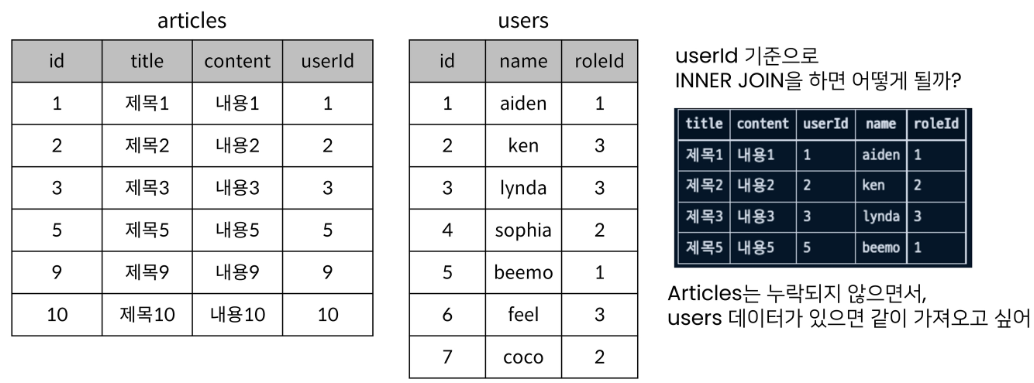 articles
id title content userId
1 제목1 내용1 1
2 제목2 내용2 2
3 제목3 내용3 3
5 제목5 내용5 5
9 제목9 내용9 9
10 제목10 내용10 10
users
id name roleId
1 aiden 1
2 ken 3
3 lynda 3
4 sophia 2
5 beemo 1
6 feel 3
7 coco 2
userId 기준으로
INNER JOIN을 하면 어떻게 될까?
title content userId name roleId
제목1 내용1 1 aiden 1
제목2 내용2 2 ken 2
제목3 내용3 3 lynda 3
제목5 내용5 5 beemo 1
Articles는 누락되지 않으면서,
users 데이터가 있으면 같이 가져오고 싶어